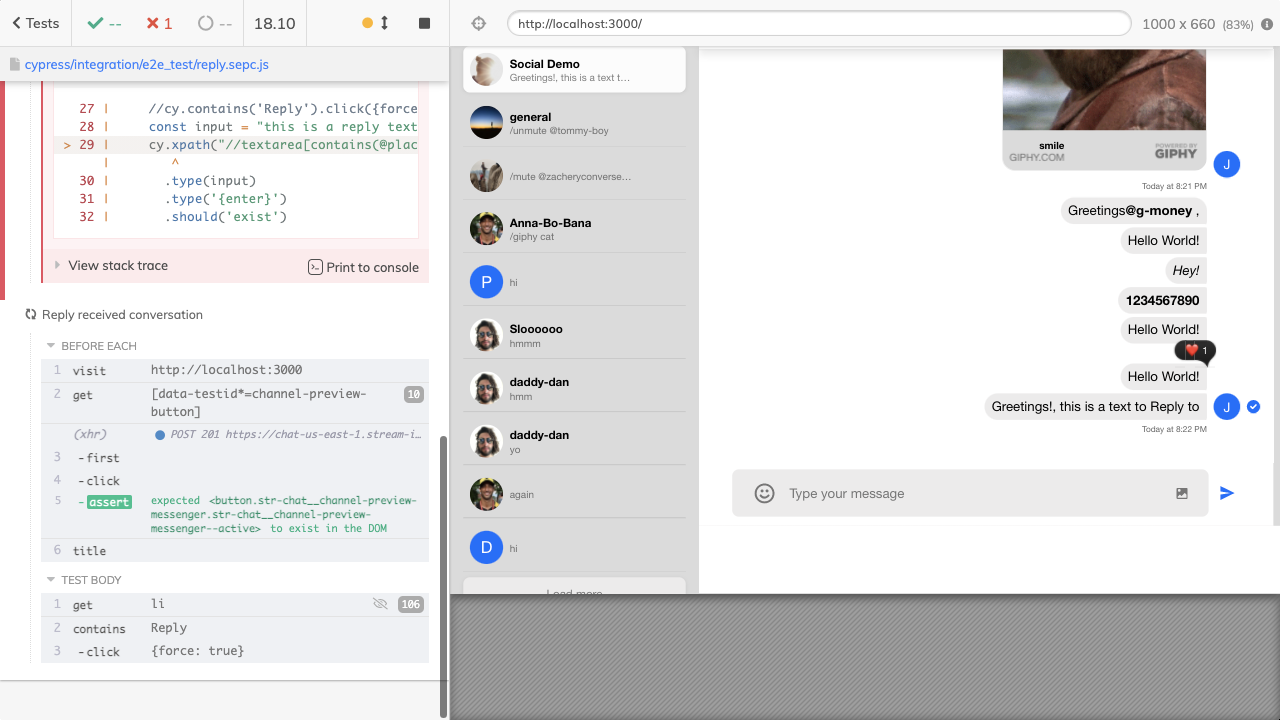 Tests
--
1
--
18.10
cypress/integration/e2e_test/reply.sepc.js
27 | //cy.contains('Reply').click({force
28 | const input = "this is a reply text
> 29 | cy.xpath("//textarea[contains(@plac
| ^
30 | .type(input)
31 | .type('{enter}')
32 | .should('exist')
View stack trace
Print to console
Reply received conversation
BEFORE EACH
1 visit http://localhost:3000
2 get [data-testid*=channel-preview-
button] 10
(xhr) POST 201 https://chat-us-east-1.stream-i…
3 -first
4 -click
5 -assert expected <button.str-chat__channel-preview-
messenger.str-chat__channel-preview-
messenger--active> to exist in the DOM
6 title
TEST BODY
1 get li 106
2 contains Reply
3 -click {force: true}
http://localhost:3000/
1000 x 660 (83%)
Social Demo
Greetings!, this is a text t…
general
/unmute @tommy-boy
/mute @zacheryconverse…
Anna-Bo-Bana
/giphy cat
P
hi
Sloooooo
hmmm
daddy-dan
hmm
daddy-dan
yo
again
D
hi
Load more
smile
GIPHY.COM
POWERED BY
GIPHY
J
Today at 8:21 PM
Greetings@g-money ,
Hello World!
Hey!
1234567890
Hello World!
1
Hello World!
Greetings!, this is a text to Reply to
J
Today at 8:22 PM
Type your message